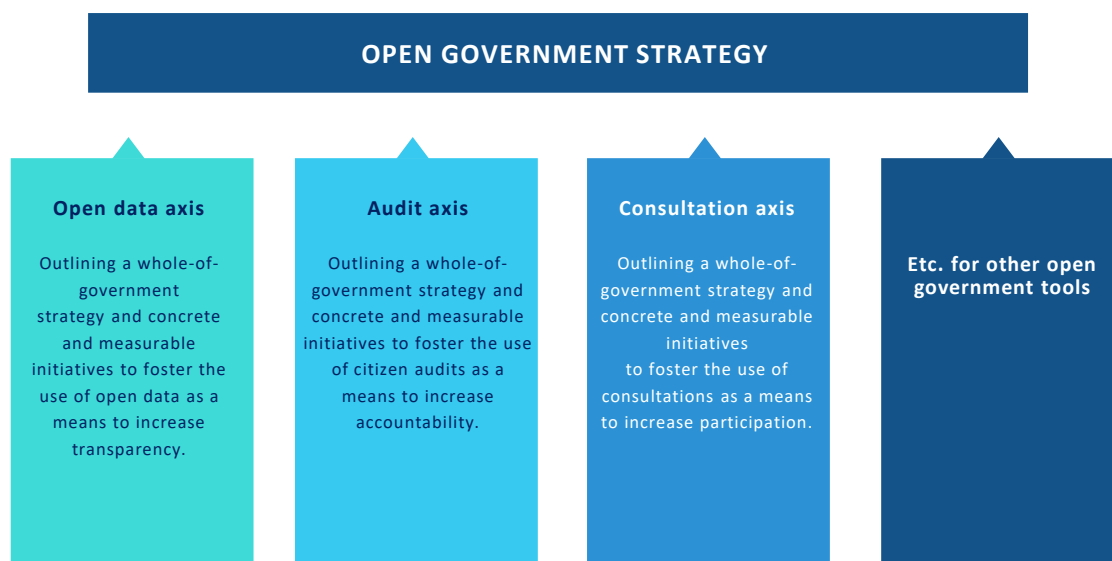 OPEN GOVERNMENT STRATEGY
Open data axis
Outlining a whole-of-
government
strategy and concrete
and measurable
initiatives to foster the
use of open data as a
means to increase
transparency.
Audit axis
Outlining a whole-of-
government strategy and
concrete and measurable
initiatives to foster the use
of citizen audits as a
means to increase
accountability.
Consultation axis
Outlining a whole-of-
government strategy and
concrete and measurable
initiatives
to foster the use of
consultations as a means
to increase participation.
Etc. for other open
government tools